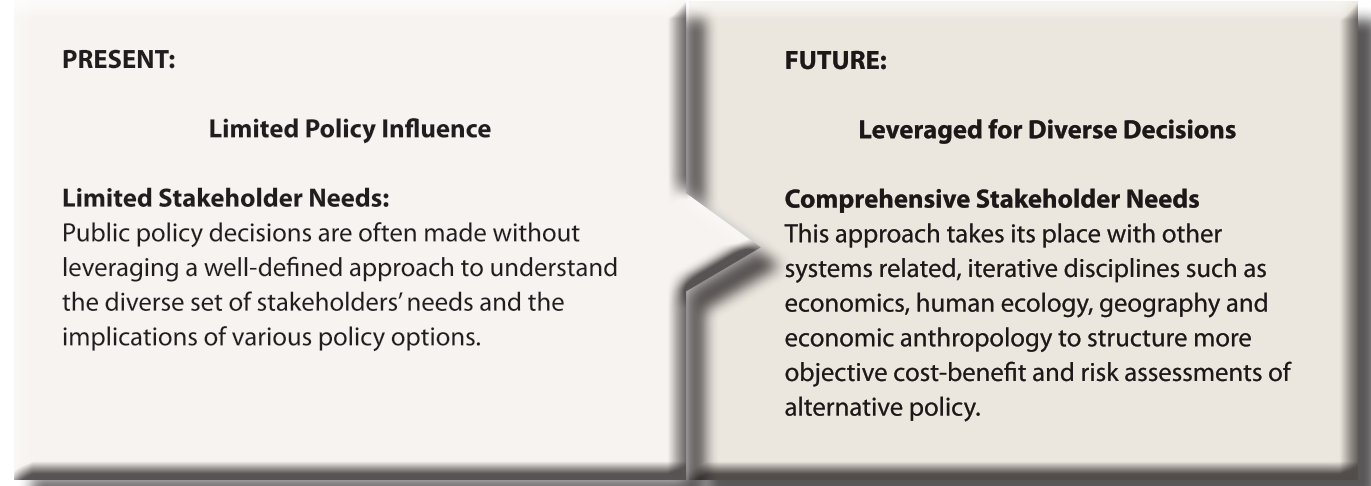 PRESENT:
Limited Policy Influence
Limited Stakeholder Needs:
Public policy decisions are often made without
leveraging a well-defined approach to understand
the diverse set of stakeholders’ needs and the
implications of various policy options.
FUTURE:
Leveraged for Diverse Decisions
Comprehensive Stakeholder Needs
This approach takes its place with other
systems related, iterative disciplines such as
economics, human ecology, geography and
economic anthropology to structure more
objective cost-benefit and risk assessments of
alternative policy.